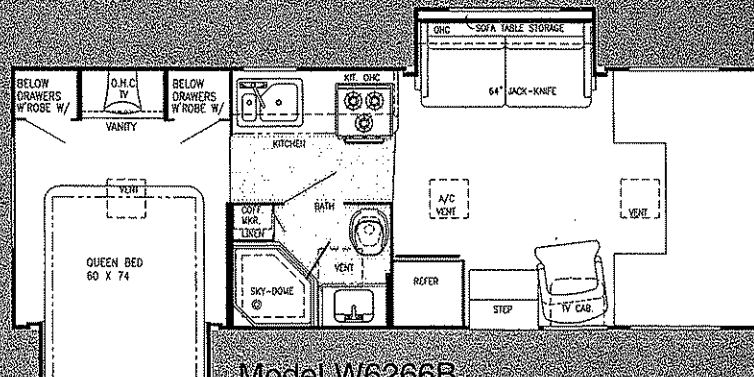 OHC
SOFA TABLE STORAGE
64" JACK-KNIFE
BELOW
DRAWERS
W'ROBE W/
O.H.C
TV
BELOW
DRAWERS
W'ROBE W/
VANITY
KIT. OHC
KITCHEN
VENT
QUEEN BED
60 X 74
COFF.
MKR.
LINEN
BATH
VENT
SKY-DOME
A/C
VENT
VENT
REFER
STEP
TV CAB.
Model W6266B